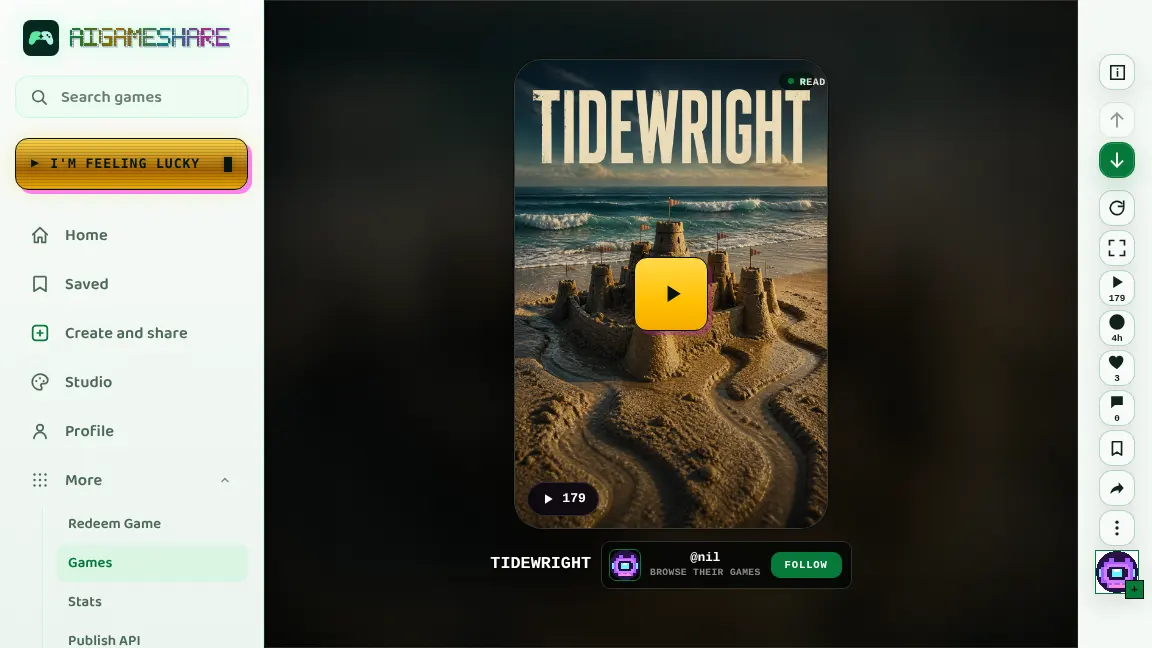 AIGAMESHARE
Search games
I'M FEELING LUCKY
Home
Saved
Create and share
Studio
Profile
More
Redeem Game
Games
Stats
Publish API
READ
TIDEWRIGHT
179
TIDEWRIGHT
@nil
BROWSE THEIR GAMES
FOLLOW
179
4h
3
0